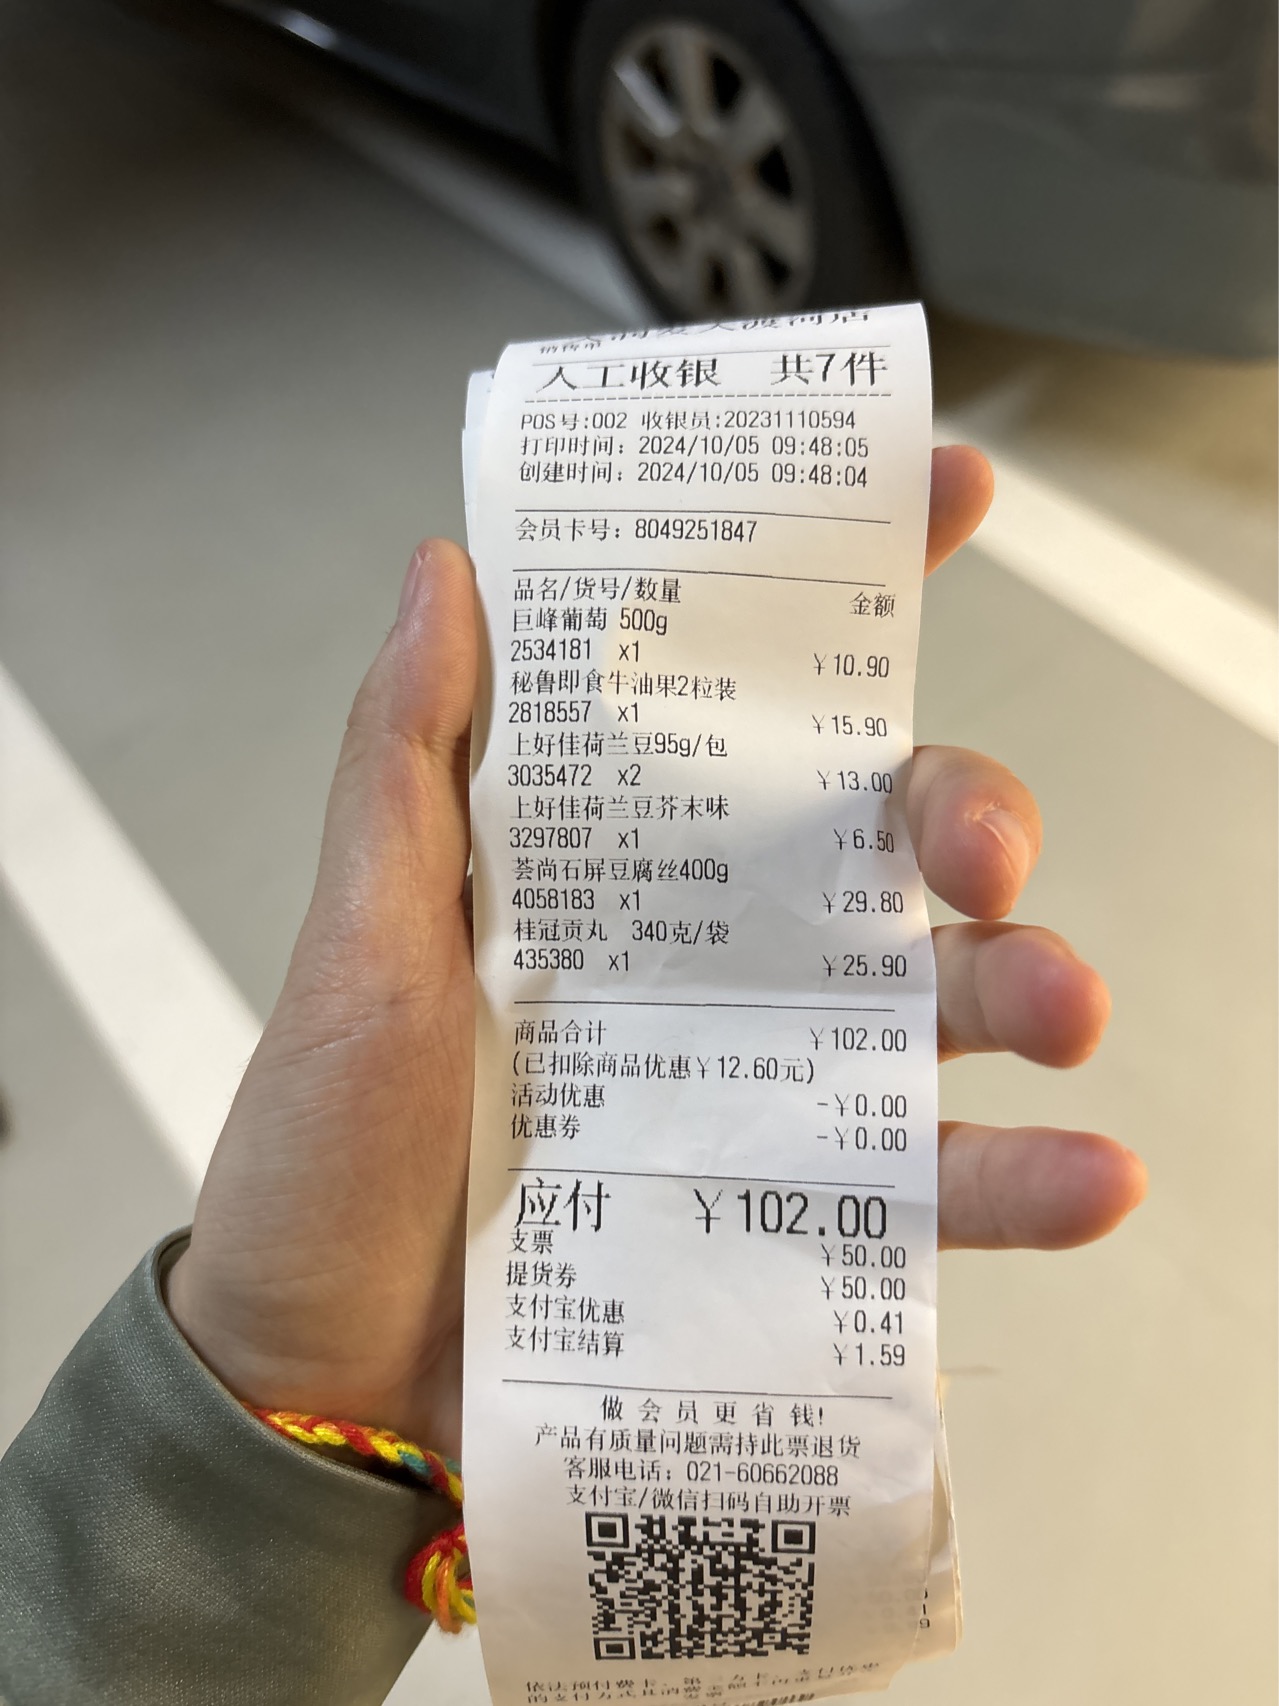 人工收银 共7件
POS号:002 收银员:20231110594
打印时间：2024/10/05 09:48:05
创建时间：2024/10/05 09:48:04
会员卡号：8049251847
品名/货号/数量 金额
巨峰葡萄 500g
2534181 x1 ￥10.90
秘鲁即食牛油果2粒装
2818557 x1 ￥15.90
上好佳荷兰豆95g/包
3035472 x2 ￥13.00
上好佳荷兰豆芥末味
3297807 x1 ￥6.50
荟尚石屏豆腐丝400g
4058183 x1 ￥29.80
桂冠贡丸 340克/袋
435380 x1 ￥25.90
商品合计 ￥102.00
(已扣除商品优惠￥12.60元)
活动优惠 -￥0.00
优惠券 -￥0.00
应付 ￥102.00
支票 ￥50.00
提货券 ￥50.00
支付宝优惠 ￥0.41
支付宝结算 ￥1.59
做会员更省钱!
产品有质量问题需持此票退货
客服电话：021-60662088
支付宝/微信扫码自助开票